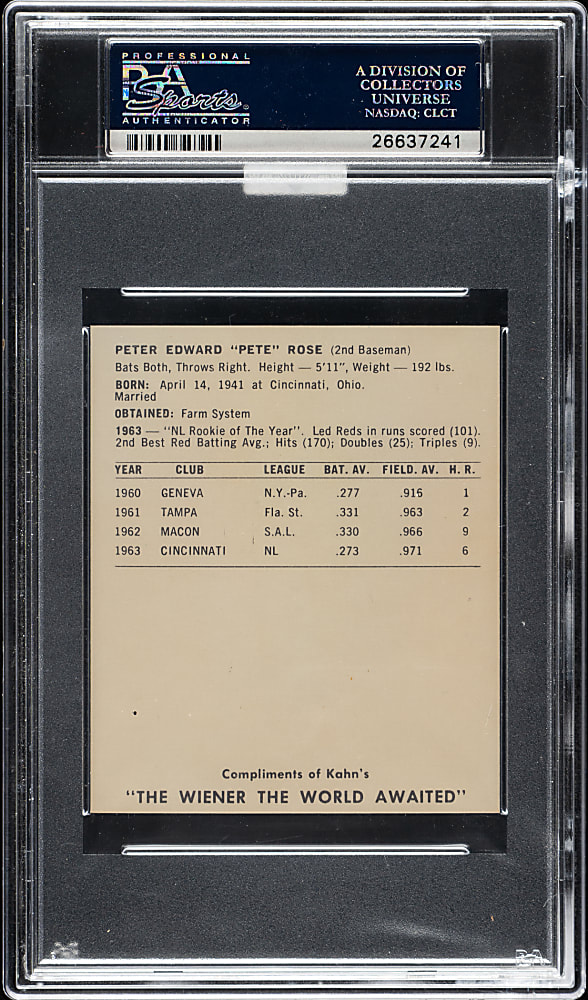 PROFESSIONAL
PSA
Sports®
AUTHENTICATOR
A DIVISION OF
COLLECTORS
UNIVERSE
NASDAQ: CLCT
26637241
PETER EDWARD "PETE" ROSE (2nd Baseman)
Bats Both, Throws Right. Height — 5'11", Weight — 192 lbs.
BORN: April 14, 1941 at Cincinnati, Ohio.
Married
OBTAINED: Farm System
1963 — "NL Rookie of The Year". Led Reds in runs scored (101).
2nd Best Red Batting Avg.; Hits (170); Doubles (25); Triples (9).
YEAR CLUB LEAGUE BAT. AV. FIELD. AV. H. R.
1960 GENEVA N.Y.-Pa. .277 .916 1
1961 TAMPA Fla. St. .331 .963 2
1962 MACON S.A.L. .330 .966 9
1963 CINCINNATI NL .273 .971 6
Compliments of Kahn's
"THE WIENER THE WORLD AWAITED"